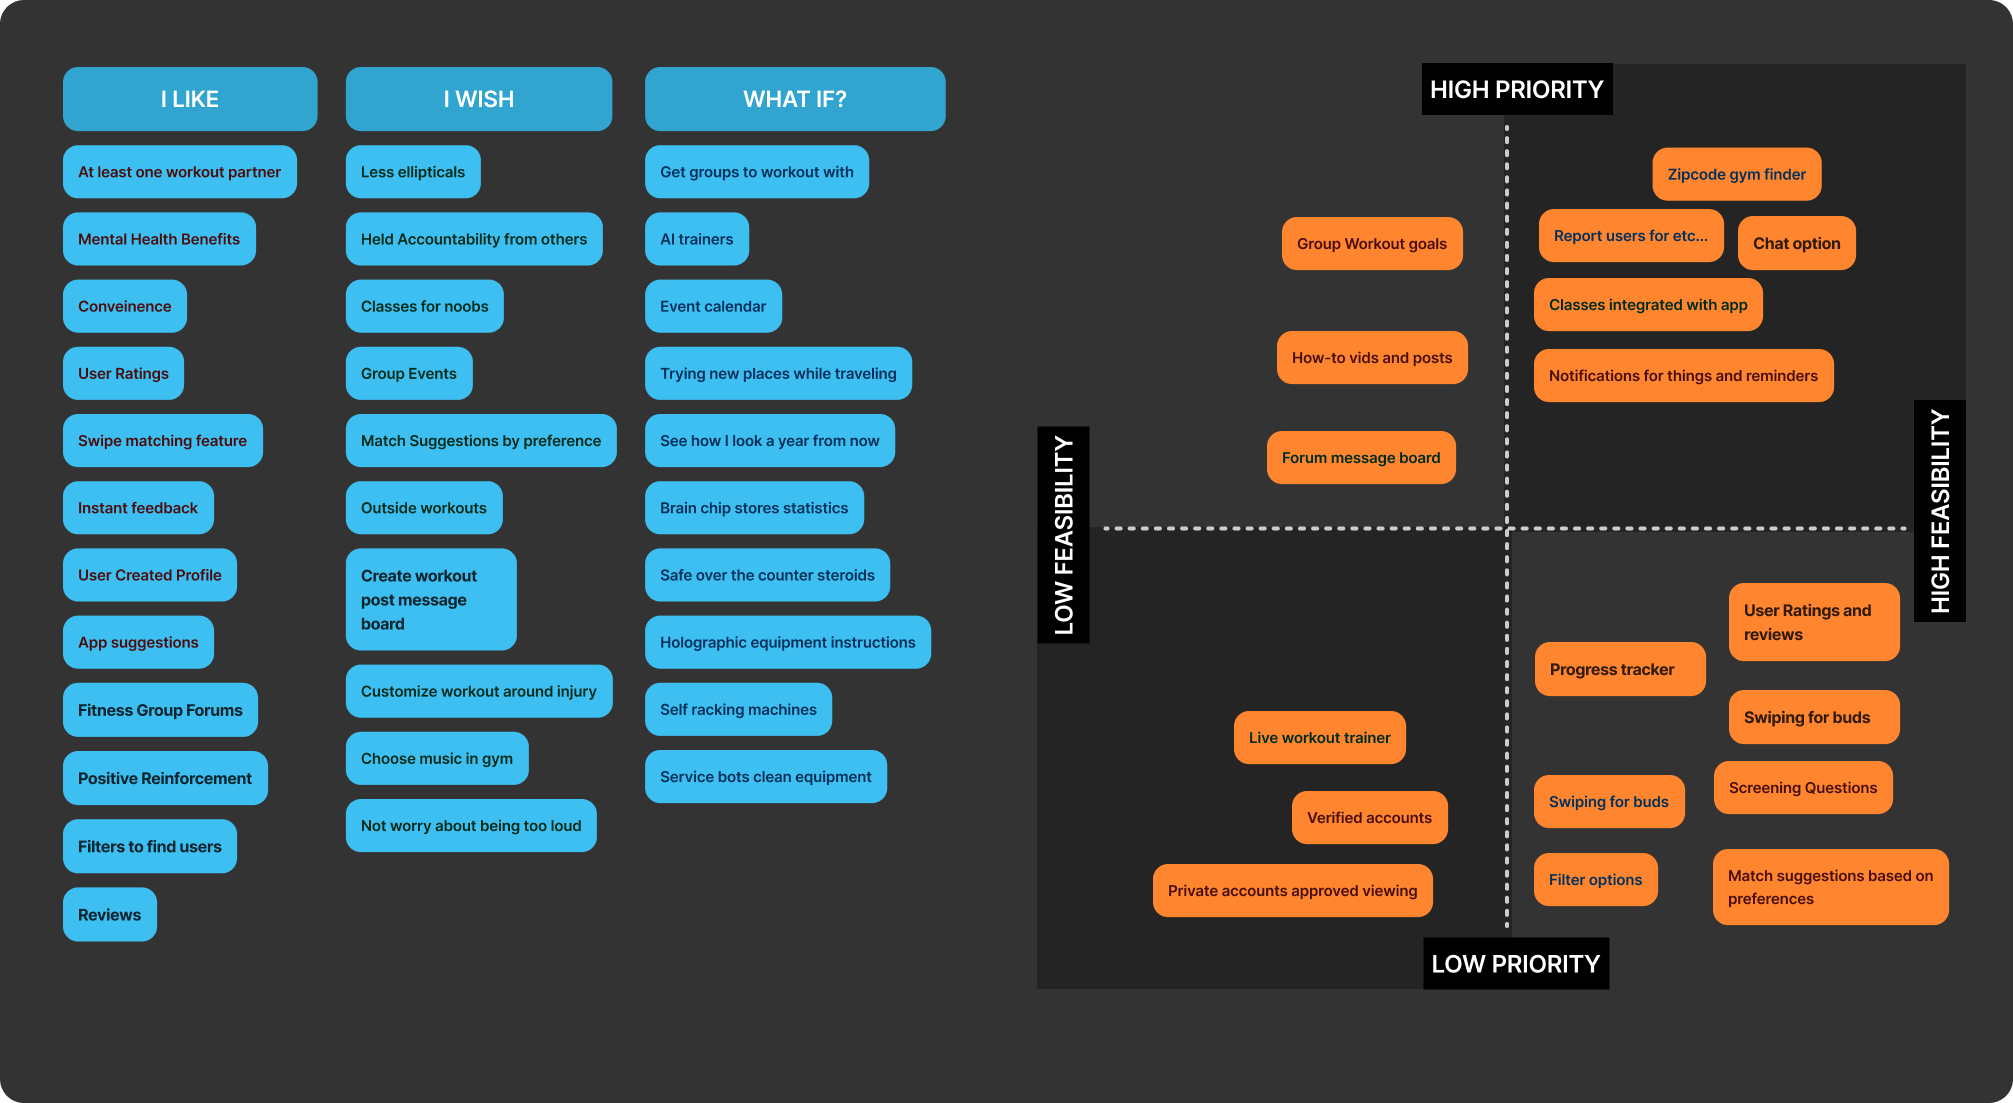 I LIKE
At least one workout partner
Mental Health Benefits
Conveinence
User Ratings
Swipe matching feature
Instant feedback
User Created Profile
App suggestions
Fitness Group Forums
Positive Reinforcement
Filters to find users
Reviews
I WISH
Less ellipticals
Held Accountability from others
Classes for noobs
Group Events
Match Suggestions by preference
Outside workouts
Create workout
post message
board
Customize workout around injury
Choose music in gym
Not worry about being too loud
WHAT IF?
Get groups to workout with
AI trainers
Event calendar
Trying new places while traveling
See how I look a year from now
Brain chip stores statistics
Safe over the counter steroids
Holographic equipment instructions
Self racking machines
Service bots clean equipment
HIGH PRIORITY
LOW FEASIBILITY
HIGH FEASIBILITY
LOW PRIORITY
Group Workout goals
How-to vids and posts
Forum message board
Zipcode gym finder
Report users for etc...
Chat option
Classes integrated with app
Notifications for things and reminders
Live workout trainer
Verified accounts
Private accounts approved viewing
User Ratings and
reviews
Progress tracker
Swiping for buds
Screening Questions
Swiping for buds
Filter options
Match suggestions based on
preferences